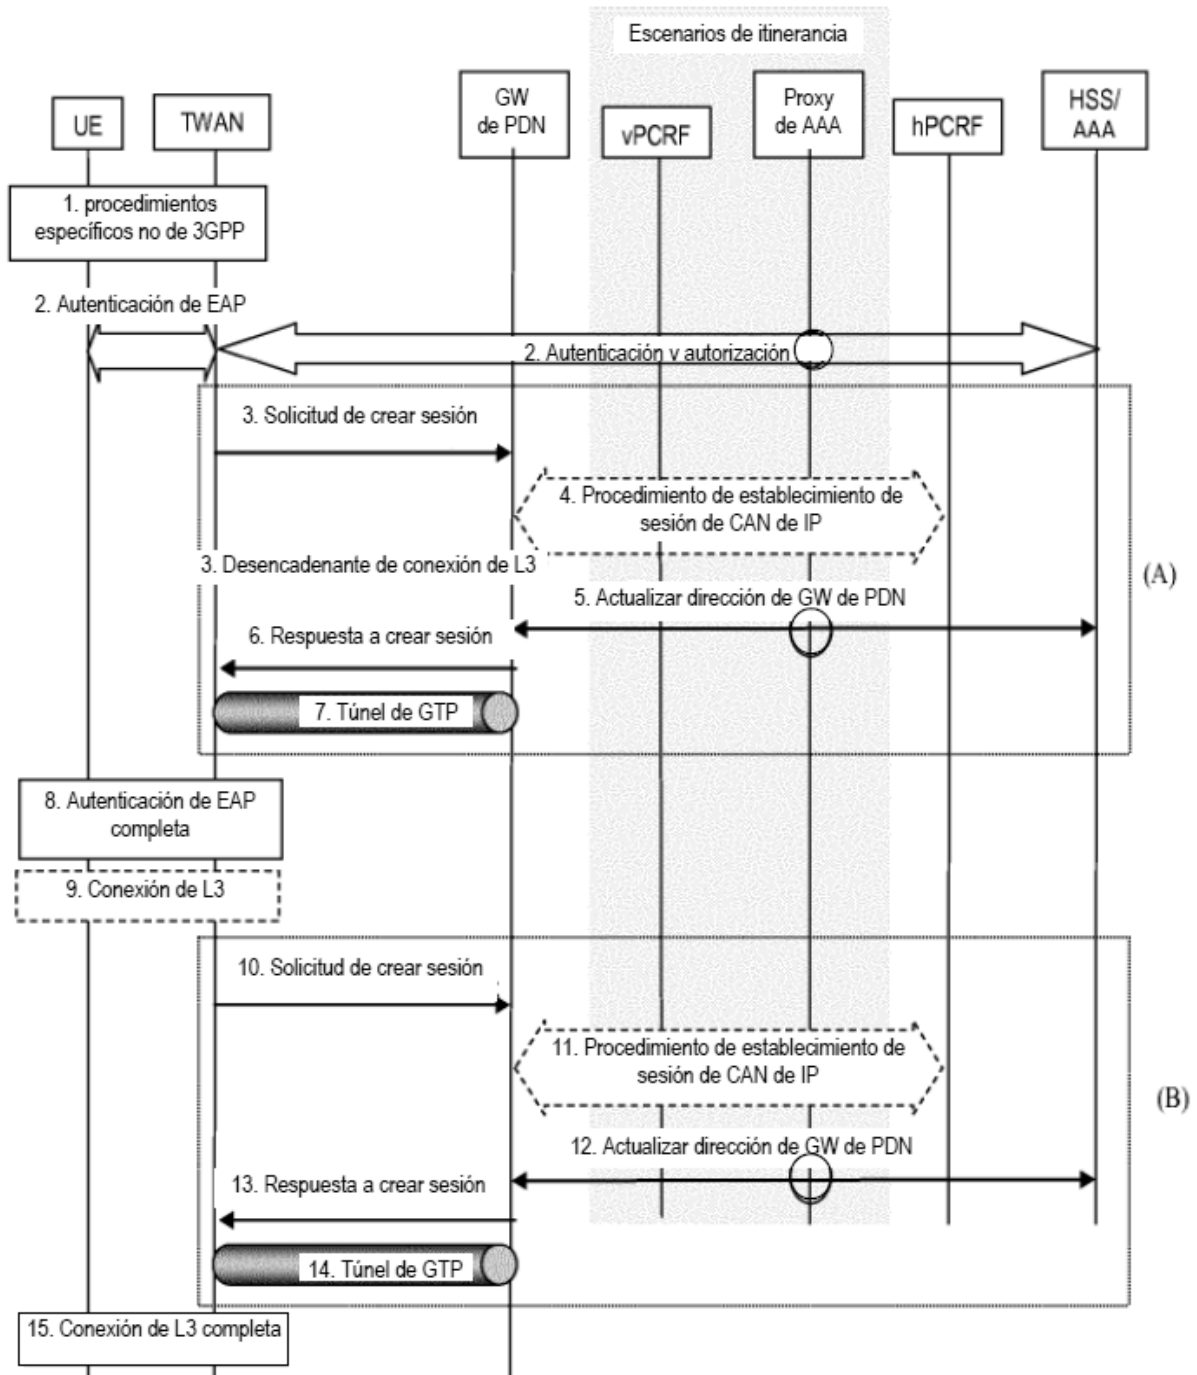 Escenarios de itinerancia
UE
TWAN
GW
de PDN
vPCRF
Proxy
de AAA
hPCRF
HSS/
AAA
1. procedimientos
específicos no de 3GPP
2. Autenticación de EAP
2. Autenticación y autorización
3. Solicitud de crear sesión
4. Procedimiento de establecimiento de
sesión de CAN de IP
3. Desencadenante de conexión de L3
(A)
5. Actualizar dirección de GW de PDN
6. Respuesta a crear sesión
7. Túnel de GTP
8. Autenticación de EAP
completa
9. Conexión de L3
10. Solicitud de crear sesión
11. Procedimiento de establecimiento de
sesión de CAN de IP
(B)
12. Actualizar dirección de GW de PDN
13. Respuesta a crear sesión
14. Túnel de GTP
15. Conexión de L3 completa